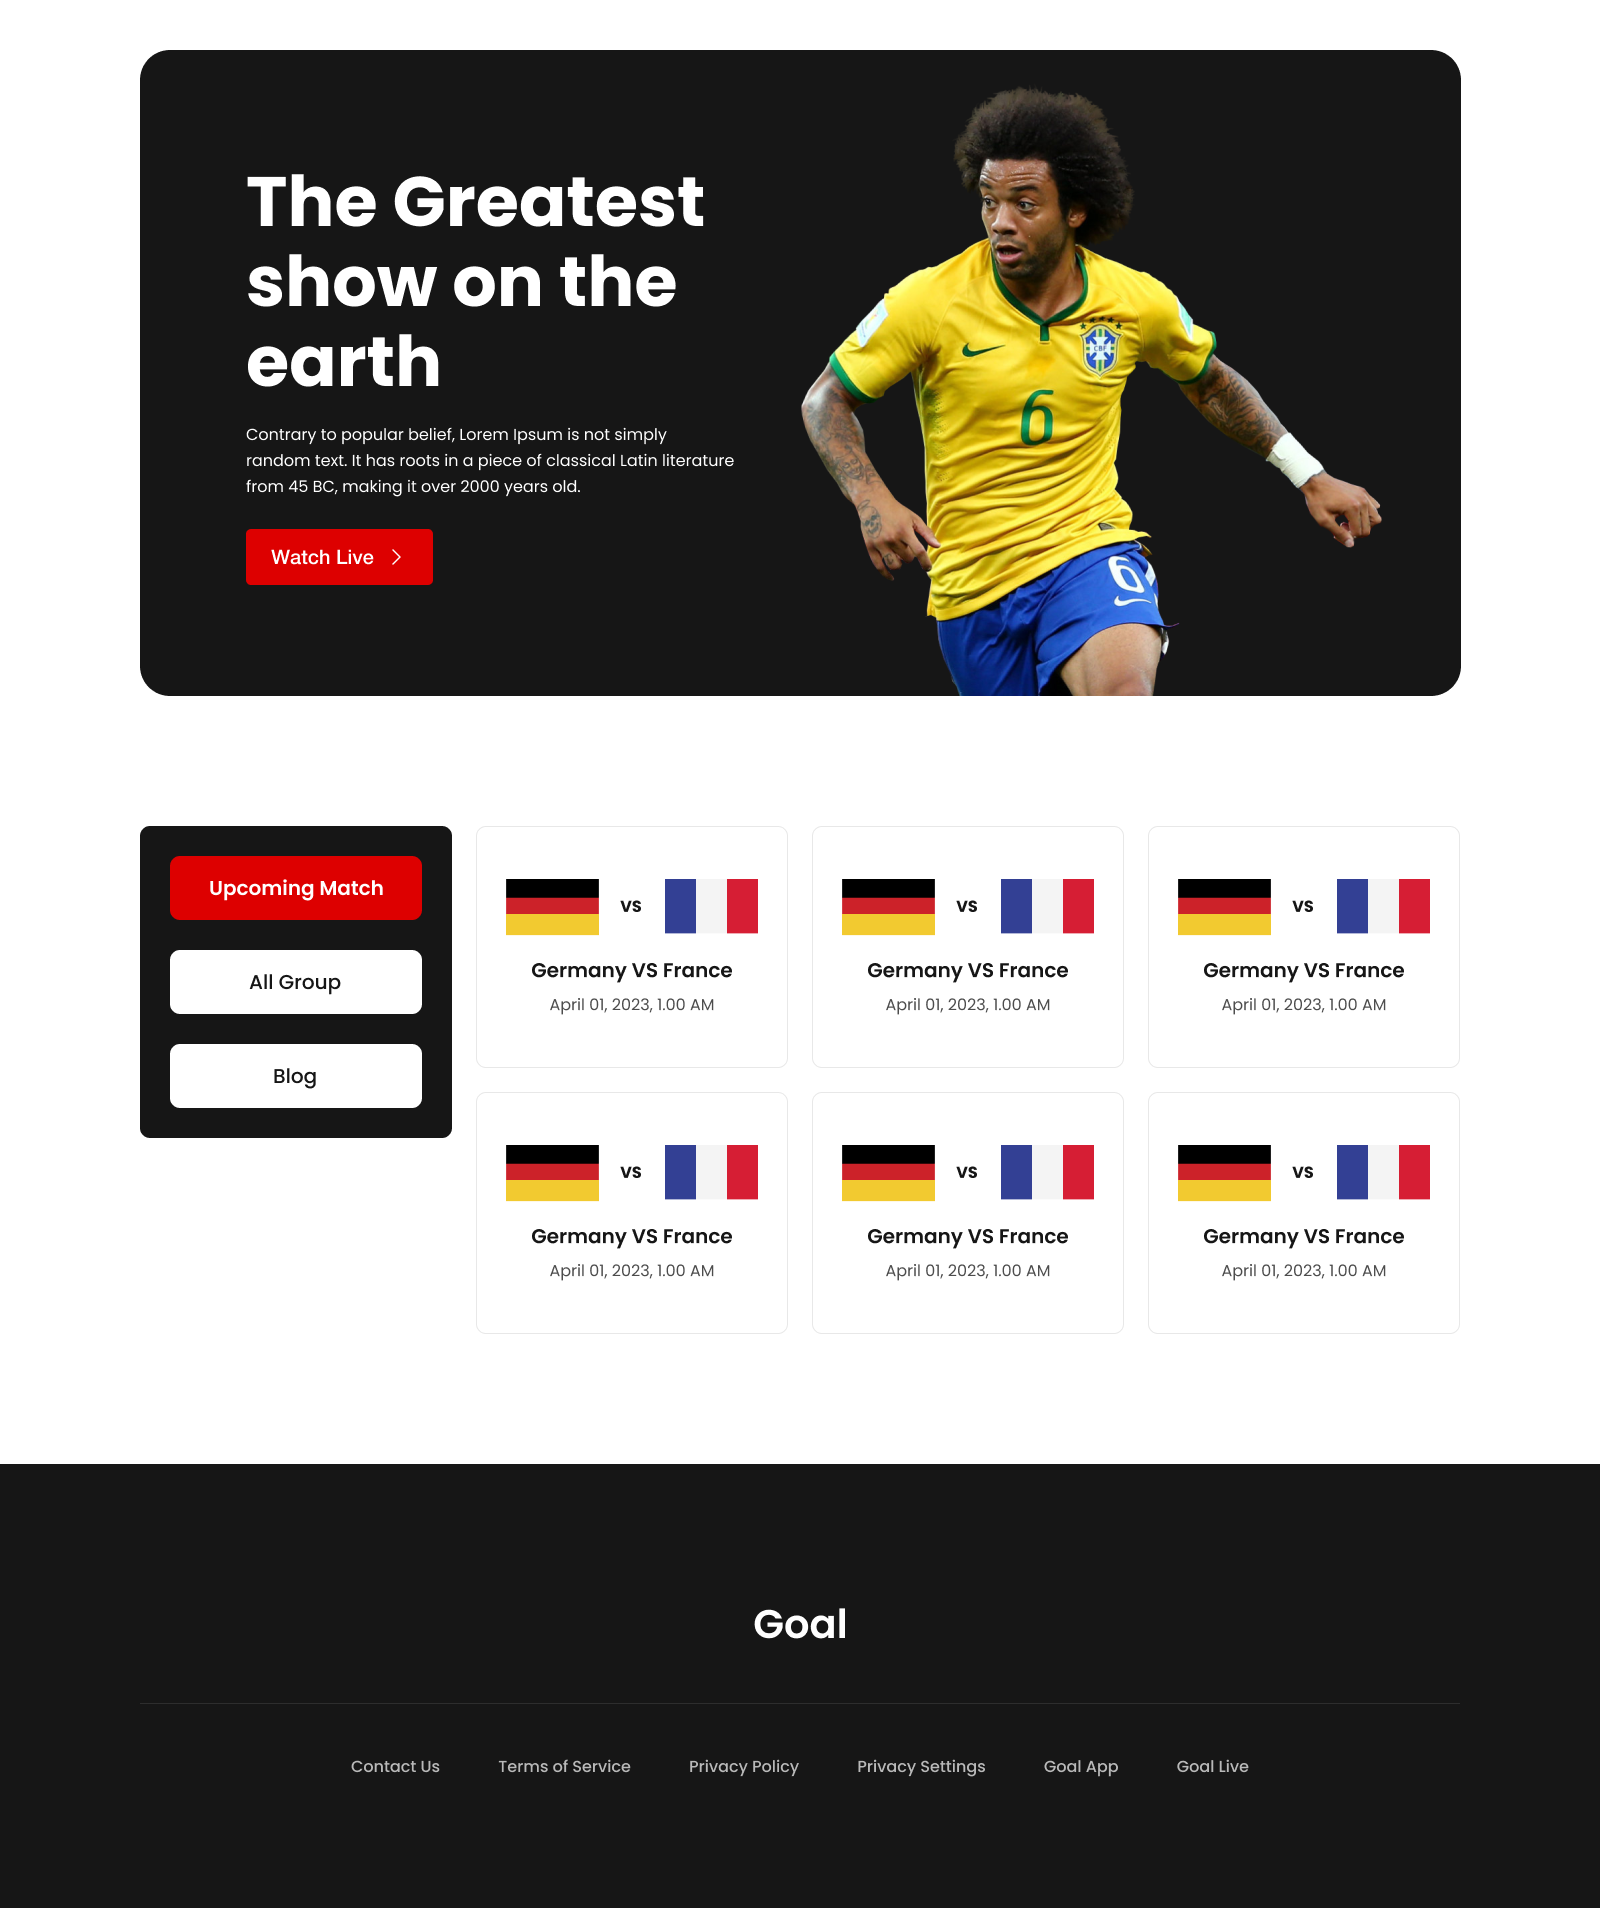 The Greatest
show on the
earth
Contrary to popular belief, Lorem Ipsum is not simply
random text. It has roots in a piece of classical Latin literature
from 45 BC, making it over 2000 years old.
Watch Live
CBF
6
6
Upcoming Match
All Group
Blog
VS
Germany VS France
April 01, 2023, 1.00 AM
VS
Germany VS France
April 01, 2023, 1.00 AM
VS
Germany VS France
April 01, 2023, 1.00 AM
VS
Germany VS France
April 01, 2023, 1.00 AM
VS
Germany VS France
April 01, 2023, 1.00 AM
VS
Germany VS France
April 01, 2023, 1.00 AM
Goal
Contact Us
Terms of Service
Privacy Policy
Privacy Settings
Goal App
Goal Live